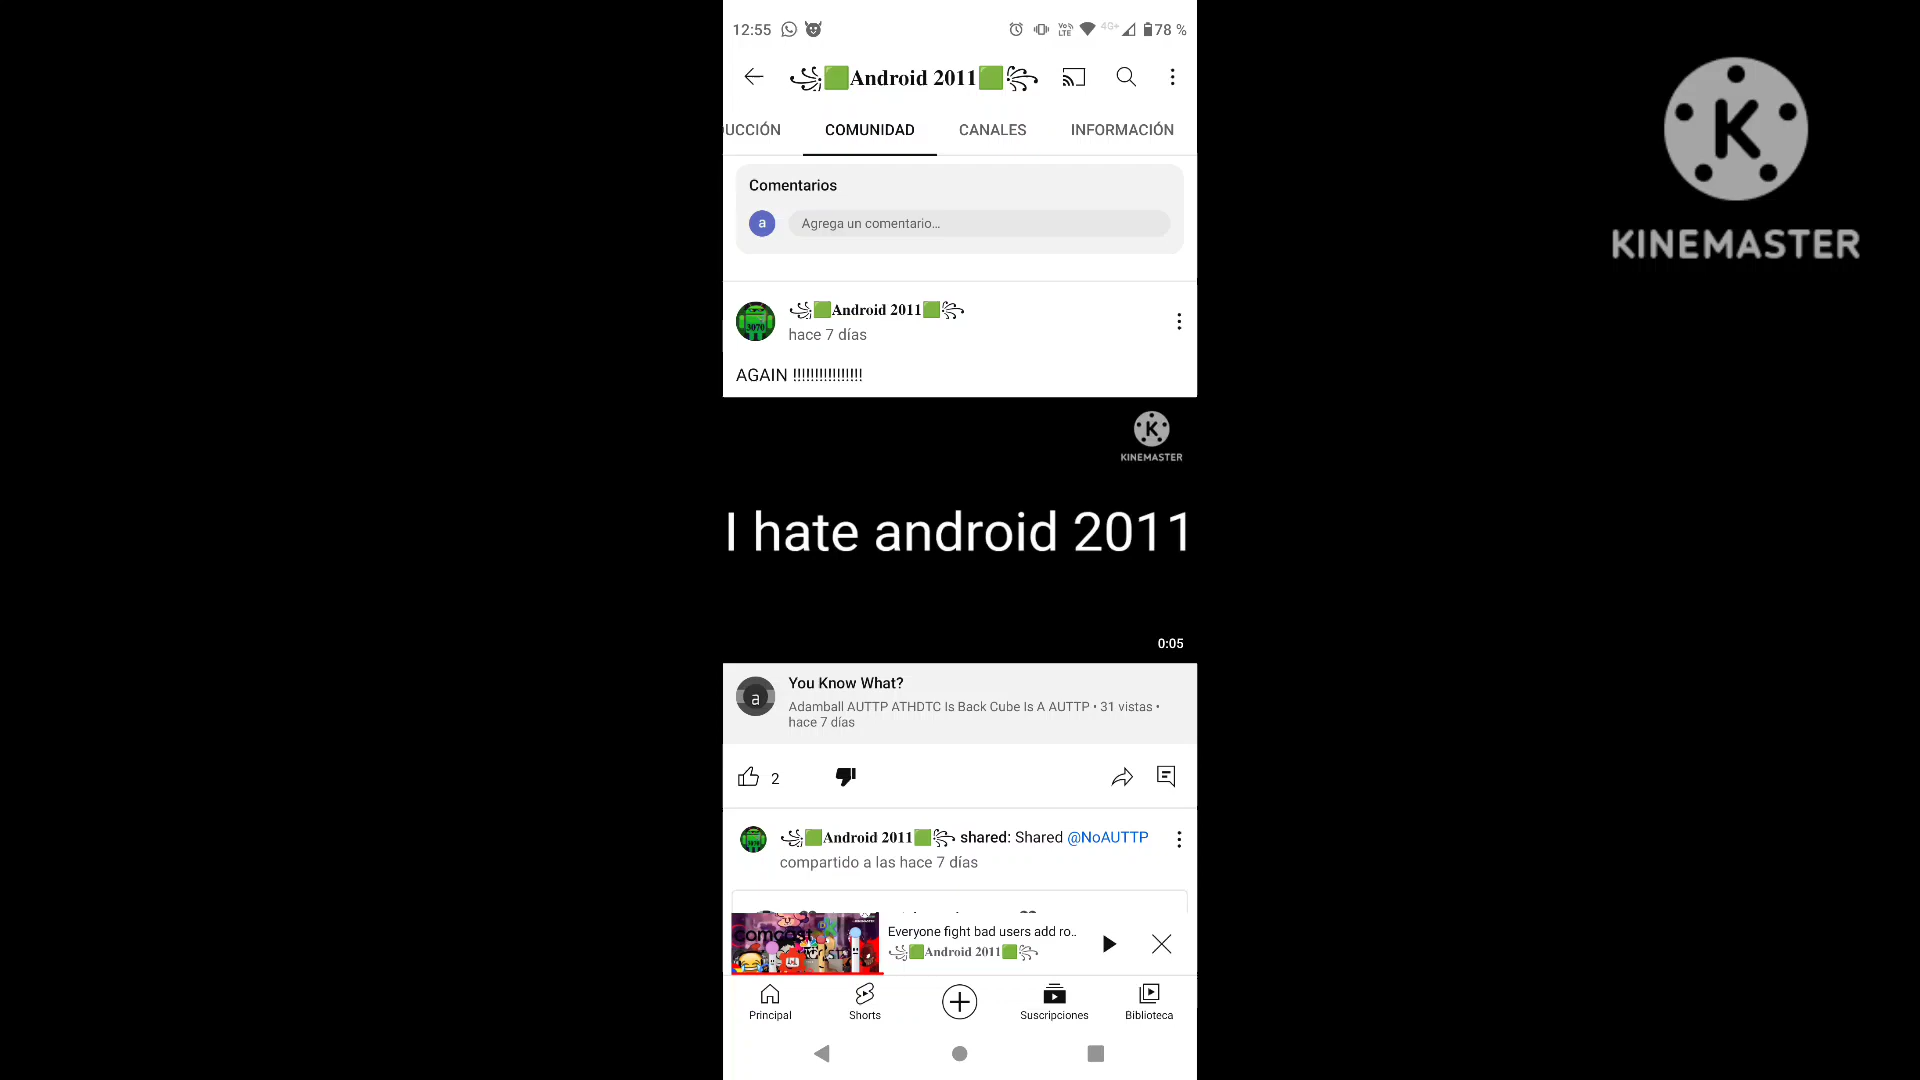 12:55
4G+
78 %
꧁🟩Android 2011🟩꧂
UCCIÓN
COMUNIDAD
CANALES
INFORMACIÓN
K
KINEMASTER
Comentarios
a
Agrega un comentario...
꧁🟩Android 2011🟩꧂
3070
hace 7 días
AGAIN !!!!!!!!!!!!!!!!
K
KINEMASTER
I hate android 2011
0:05
a
You Know What?
Adamball AUTTP ATHDTC Is Back Cube Is A AUTTP • 31 vistas •
hace 7 días
2
꧁🟩Android 2011🟩꧂ shared: Shared @NoAUTTP
compartido a las hace 7 días
comcast
Everyone fight bad users add ro..
꧁🟩Android 2011🟩꧂
Principal
Shorts
Suscripciones
Biblioteca